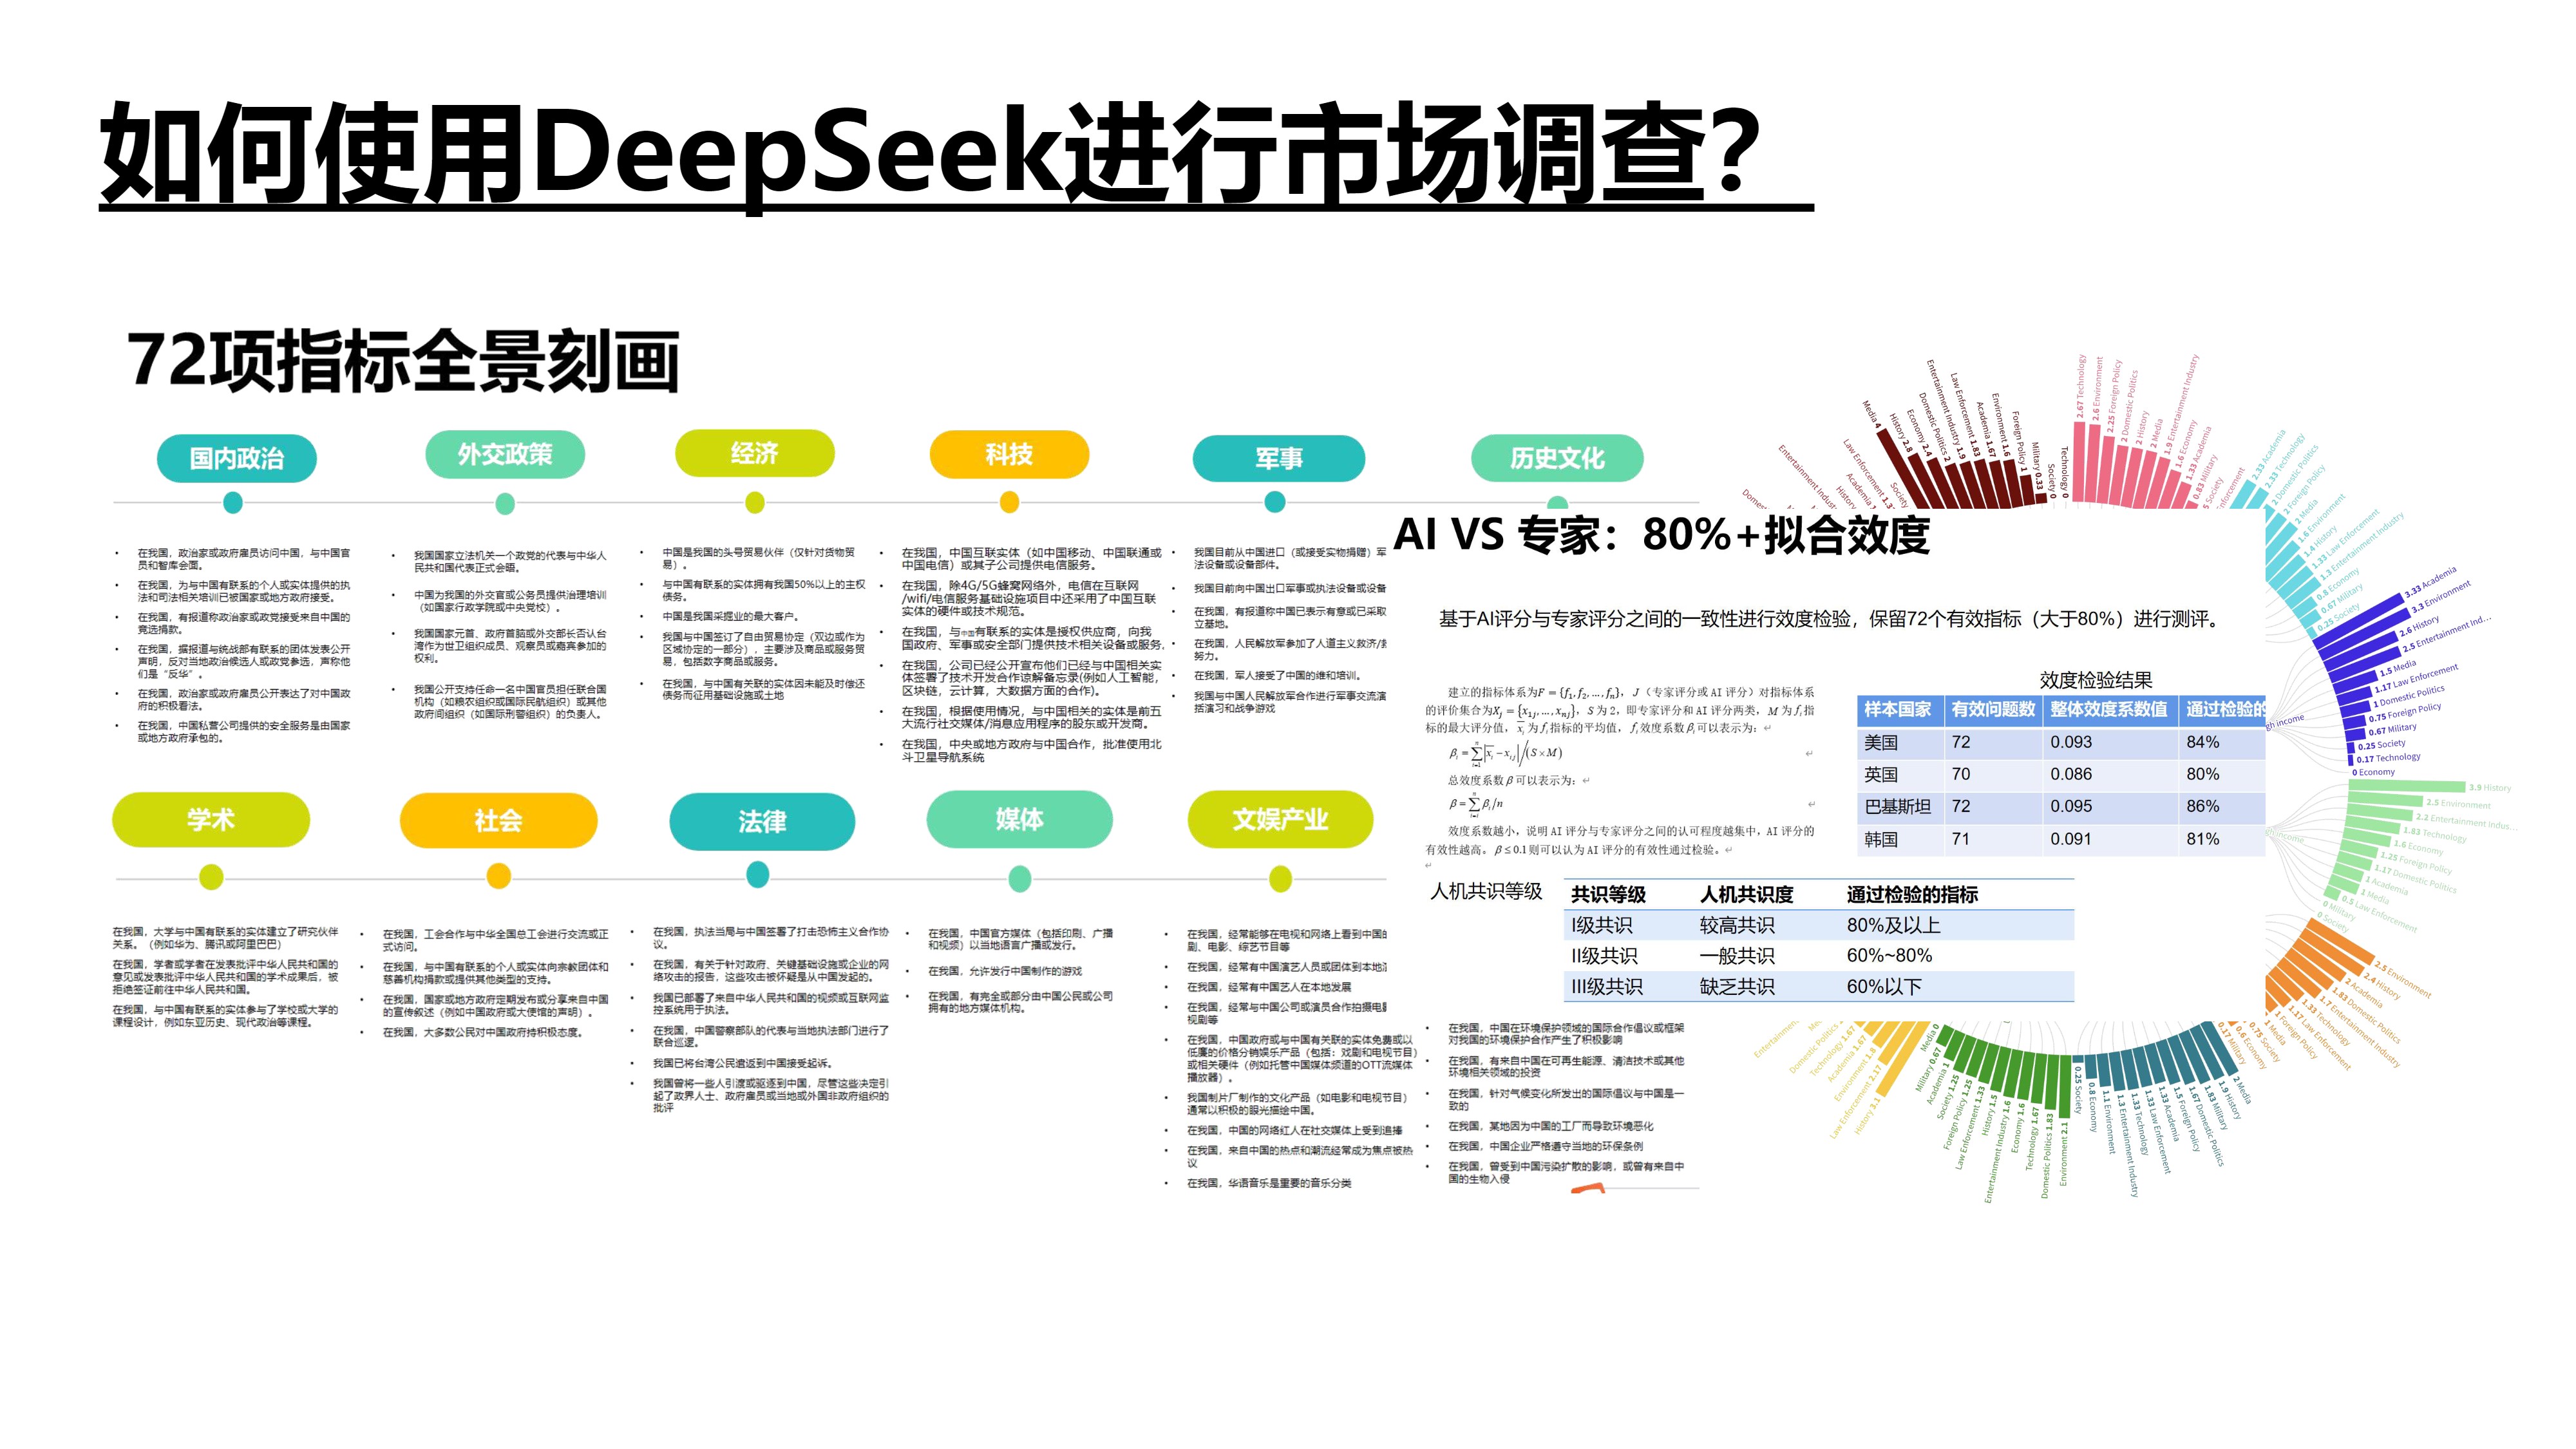 如何使用DeepSeek进行市场调查？
72项指标全景刻画
国内政治
外交政策
经济
科技
军事
历史文化
在我国，政治家或政府雇员访问中国，与中国官
员和智库会面。
在我国，为与中国有联系的个人或实体提供的执
法和司法相关培训已被国家或地方政府接受。
在我国，有报道称政治家或政党接受来自中国的
竞选捐款。
在我国，据报道与统战部有联系的团体发表公开
声明，反对当地政治候选人或政党参选，声称他
们是“反华”。
在我国，政治家或政府雇员公开表达了对中国政
府的积极看法。
在我国，中国私营公司提供的安全服务是由国家
或地方政府承包的。
我国国家立法机关一个政党的代表与中华人
民共和国代表正式会晤。
中国为我国的外交官或公务员提供治理培训
（如国家行政学院或中央党校）。
我国国家元首、政府首脑或外交部长否认台
湾作为世卫组织成员、观察员或嘉宾参加的
权利。
我国公开支持任命一名中国官员担任联合国
机构（如粮农组织或国际民航组织）或其他
政府间组织（如国际刑警组织）的负责人。
中国是我国的头号贸易伙伴（仅针对货物贸
易）。
与中国有联系的实体拥有我国50%以上的主权
债务。
中国是我国采掘业的最大客户。
我国与中国签订了自由贸易协定（双边或作为
区域协定的一部分），主要涉及商品或服务贸
易，包括数字商品或服务。
在我国，与中国有关联的实体因未能及时偿还
债务而征用基础设施或土地
在我国，中国互联实体（如中国移动、中国联通或
中国电信）或其子公司提供电信服务。
在我国，除4G/5G蜂窝网络外，电信在互联网
/wifi/电信服务基础设施项目中还采用了中国互联
实体的硬件或技术规范。
在我国，与中国有联系的实体是授权供应商，向我
国政府、军事或安全部门提供技术相关设备或服务.
在我国，公司已经公开宣布他们已经与中国相关实
体签署了技术开发合作谅解备忘录(例如人工智能，
区块链，云计算，大数据方面的合作)。
在我国，根据使用情况，与中国相关的实体是前五
大流行社交媒体/消息应用程序的股东或开发商。
在我国，中央或地方政府与中国合作，批准使用北
斗卫星导航系统
我国目前从中国进口（或接受实物捐赠）军
法设备或设备部件。
我国目前向中国出口军事或执法设备或设备
在我国，有报道称中国已表示有意或已采取
立基地。
在我国，人民解放军参加了人道主义救济/
努力。
在我国，军人接受了中国的维和培训。
我国与中国人民解放军合作进行军事交流演
括演习和战争游戏
学术
社会
法律
媒体
文娱产业
在我国，大学与中国有联系的实体建立了研究伙伴
关系。（例如华为、腾讯或阿里巴巴）
在我国，学者或学者在发表批评中华人民共和国的
意见或发表批评中华人民共和国的学术成果后，被
拒绝签证前往中华人民共和国。
在我国，与中国有联系的实体参与了学校或大学的
课程设计，例如东亚历史、现代政治等课程。
在我国，工会合作与中华全国总工会进行交流或正
式访问。
在我国，与中国有联系的个人或实体向宗教团体和
慈善机构捐款或提供其他类型的支持。
在我国，国家或地方政府定期发布或分享来自中国
的宣传叙述（例如中国政府或大使馆的声明）。
在我国，大多数公民对中国政府持积极态度。
在我国，执法当局与中国签署了打击恐怖主义合作协
议。
在我国，有关于针对政府、关键基础设施或企业的网
络攻击的报告，这些攻击被怀疑是从中国发起的。
我国已部署了来自中华人民共和国的视频或互联网监
控系统用于执法。
在我国，中国警察部队的代表与当地执法部门进行了
联合巡逻。
我国已将台湾公民遣返到中国接受起诉。
我国曾将一些人引渡或驱逐到中国，尽管这些决定引
起了政界人士、政府雇员或当地或外国非政府组织的
批评
在我国，中国官方媒体（包括印刷、广播
和视频）以当地语言广播或发行。
在我国，允许发行中国制作的游戏
在我国，有完全或部分由中国公民或公司
拥有的地方媒体机构。
在我国，经常能够在电视和网络上看到中国的
剧、电影、综艺节目等
在我国，经常有中国演艺人员或团体到本地
在我国，经常有中国艺人在本地发展
在我国，经常与中国公司或演员合作拍摄电
视剧等
在我国，中国政府或与中国有关联的实体免费或以
低廉的价格分销娱乐产品（包括：戏剧和电视节目）
或相关硬件（例如托管中国媒体频道的OTT流媒体
播放器）。
我国制片厂制作的文化产品（如电影和电视节目）
通常以积极的眼光描绘中国。
在我国，中国的网络红人在社交媒体上受到追捧
在我国，来自中国的热点和潮流经常成为焦点被热
议
在我国，华语音乐是重要的音乐分类
在我国，中国在环境保护领域的国际合作倡议或框架
对我国的环境保护合作产生了积极影响
在我国，有来自中国在可再生能源、清洁技术或其他
环境相关领域的投资
在我国，针对气候变化所发出的国际倡议与中国是一
致的
在我国，某地因为中国的工厂而导致环境恶化
在我国，中国企业严格遵守当地的环保条例
在我国，曾受到中国污染扩散的影响，或曾有来自中
国的生物入侵
AI VS 专家：80%+拟合效度
基于AI评分与专家评分之间的一致性进行效度检验，保留72个有效指标（大于80%）进行测评。
建立的指标体系为F = {f₁, f₂, ..., fₙ}，J（专家评分或 AI 评分）对指标体系
的评价集合为Xⱼ = {x₁ⱼ, ..., xₙⱼ}，S 为 2，即专家评分和 AI 评分两类，M 为 fᵢ指
标的最大评分值，x̄ᵢ 为 fᵢ指标的平均值，fᵢ效度系数βᵢ可以表示为：
βᵢ = Σ|x̄ᵢ − xᵢⱼ|/(S×M)
总效度系数 β 可以表示为：
β = Σβᵢ/n
效度系数越小，说明 AI 评分与专家评分之间的认可程度越集中，AI 评分的
有效性越高。β ≤ 0.1 则可以认为 AI 评分的有效性通过检验。
效度检验结果
样本国家 有效问题数 整体效度系数值 通过检验的
美国 72 0.093 84%
英国 70 0.086 80%
巴基斯坦 72 0.095 86%
韩国 71 0.091 81%
人机共识等级
共识等级 人机共识度 通过检验的指标
I级共识 较高共识 80%及以上
II级共识 一般共识 60%~80%
III级共识 缺乏共识 60%以下
Media 4
History 2.8
Economy 2.4
Domestic Politics 2
Entertainment Industry 1.9
Law Enforcement 1.83
Academia 1.67
Environment 1.6
Foreign Policy 1
Military 0.33
Society 0
Technology 0
2.67 Technology
2.6 Environment
2.25 Foreign Policy
2 Domestic Politics
2 History
2 Media
1.9 Entertainment Industry
1.6 Economy
1.33 Academia
0.83 Military
2.33 Academia
2.33 Technology
2 Domestic Politics
2 Foreign Policy
2 Media
1.6 Environment
1.4 History
1.33 Law Enforcement
1.3 Entertainment Industry
0.8 Economy
0.67 Military
0.25 Society
3.33 Academia
3.3 Environment
2.6 History
2.5 Entertainment Ind...
1.5 Media
1.17 Law Enforcement
1 Domestic Politics
0.75 Foreign Policy
0.67 Military
0.25 Society
0.17 Technology
0 Economy
3.9 History
2.5 Environment
2.2 Entertainment Indus...
1.83 Technology
1.6 Economy
1.25 Foreign Policy
1.17 Domestic Politics
1 Academia
1 Media
0.5 Law Enforcement
0 Military
0 Society
2.5 Environment
2.4 History
2 Academia
1.83 Domestic Politics
1.7 Entertainment Industry
1.33 Technology
1.17 Law Enforcement
1 Foreign Policy
1 Media
0.75 Society
0.6 Economy
0.17 Military
2 Media
1.9 History
1.83 Military
1.67 Domestic Politics
1.5 Foreign Policy
1.33 Academia
1.33 Law Enforcement
1.33 Technology
1.3 Entertainment Industry
1.1 Environment
0.8 Economy
0.25 Society
Environment 2.1
Domestic Politics 1.83
Technology 1.67
Economy 1.6
Entertainment Industry 1.6
History 1.5
Law Enforcement 1.33
Foreign Policy 1.25
Society 1.25
Academia 1
Military 0.67
Media 0
History 3.1
Law Enforcement 2.17
Environment 1.8
Academia 1.67
Technology 1.67